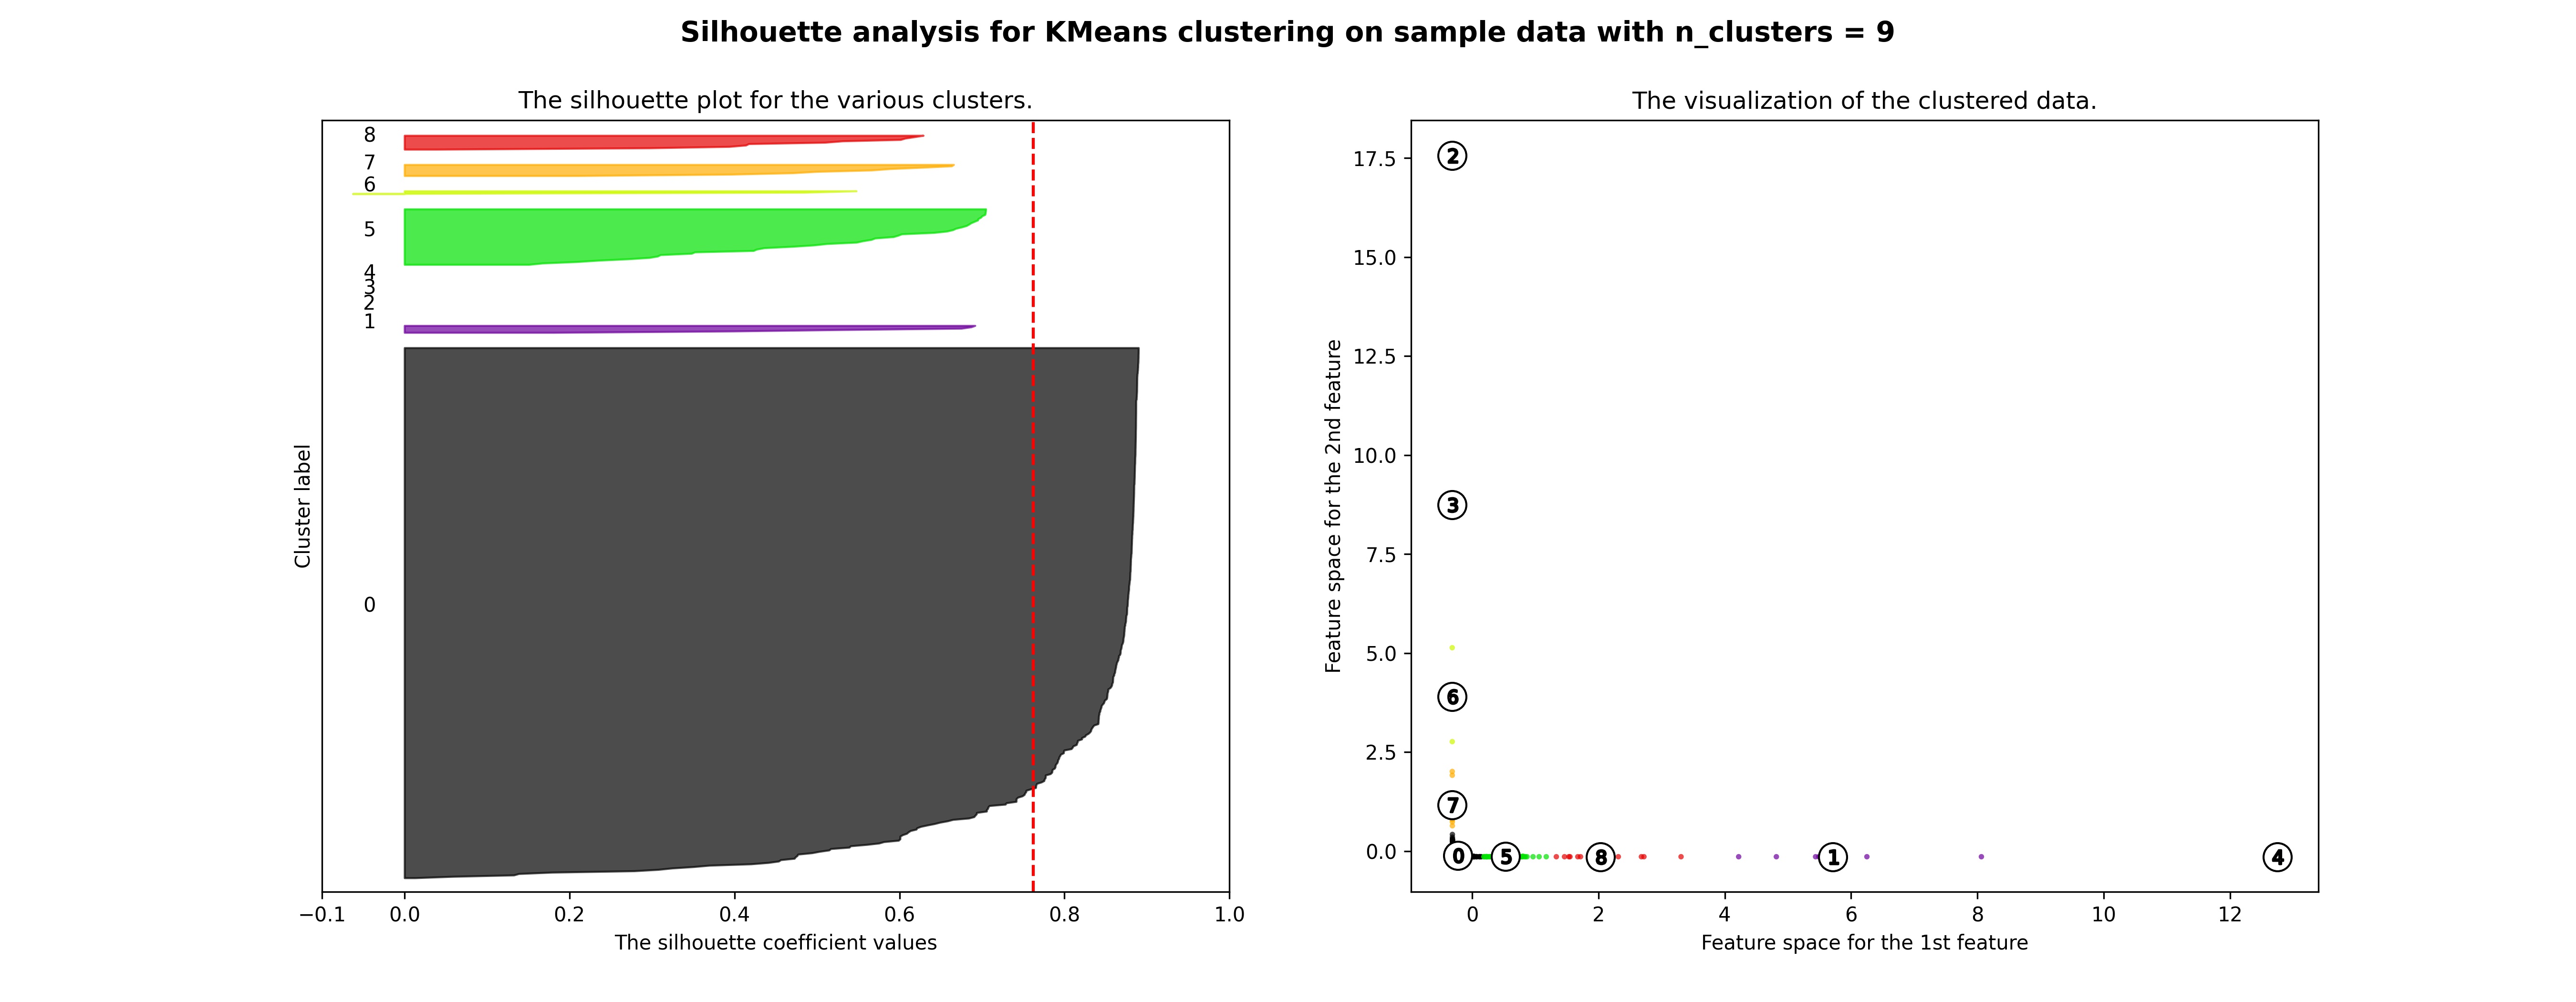 Silhouette analysis for KMeans clustering on sample data with n_clusters = 9
The silhouette plot for the various clusters.
8
7
6
5
4
3
2
1
0
Cluster label
−0.1 0.0 0.2 0.4 0.6 0.8 1.0
The silhouette coefficient values
The visualization of the clustered data.
17.5
15.0
12.5
10.0
7.5
5.0
2.5
0.0
Feature space for the 2nd feature
2
3
6
7
0 5 8 1 4
0 2 4 6 8 10 12
Feature space for the 1st feature